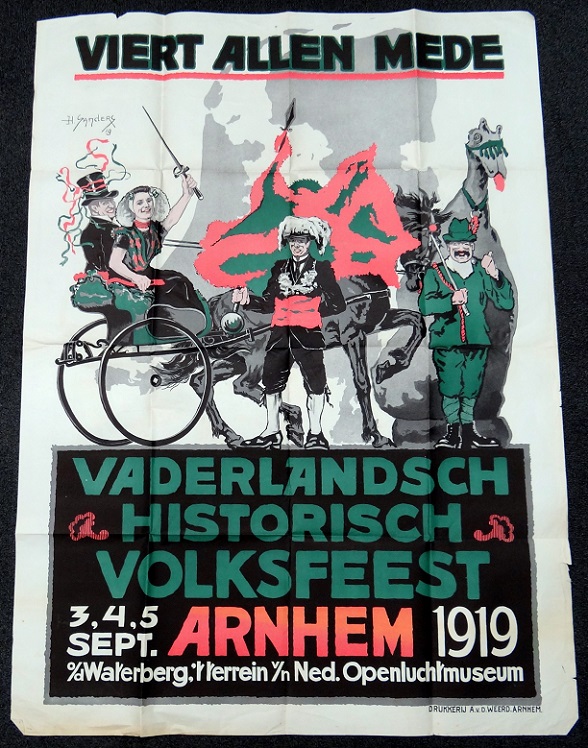 VIERT ALLEN MEDE
H Sanders
VADERLANDSCH
HISTORISCH
VOLKSFEEST
3, 4, 5 SEPT. ARNHEM 1919
o/d Waterberg, 't terrein v/h Ned. Openluchtmuseum
DRUKKERIJ A.v.D. WEERD. ARNHEM.